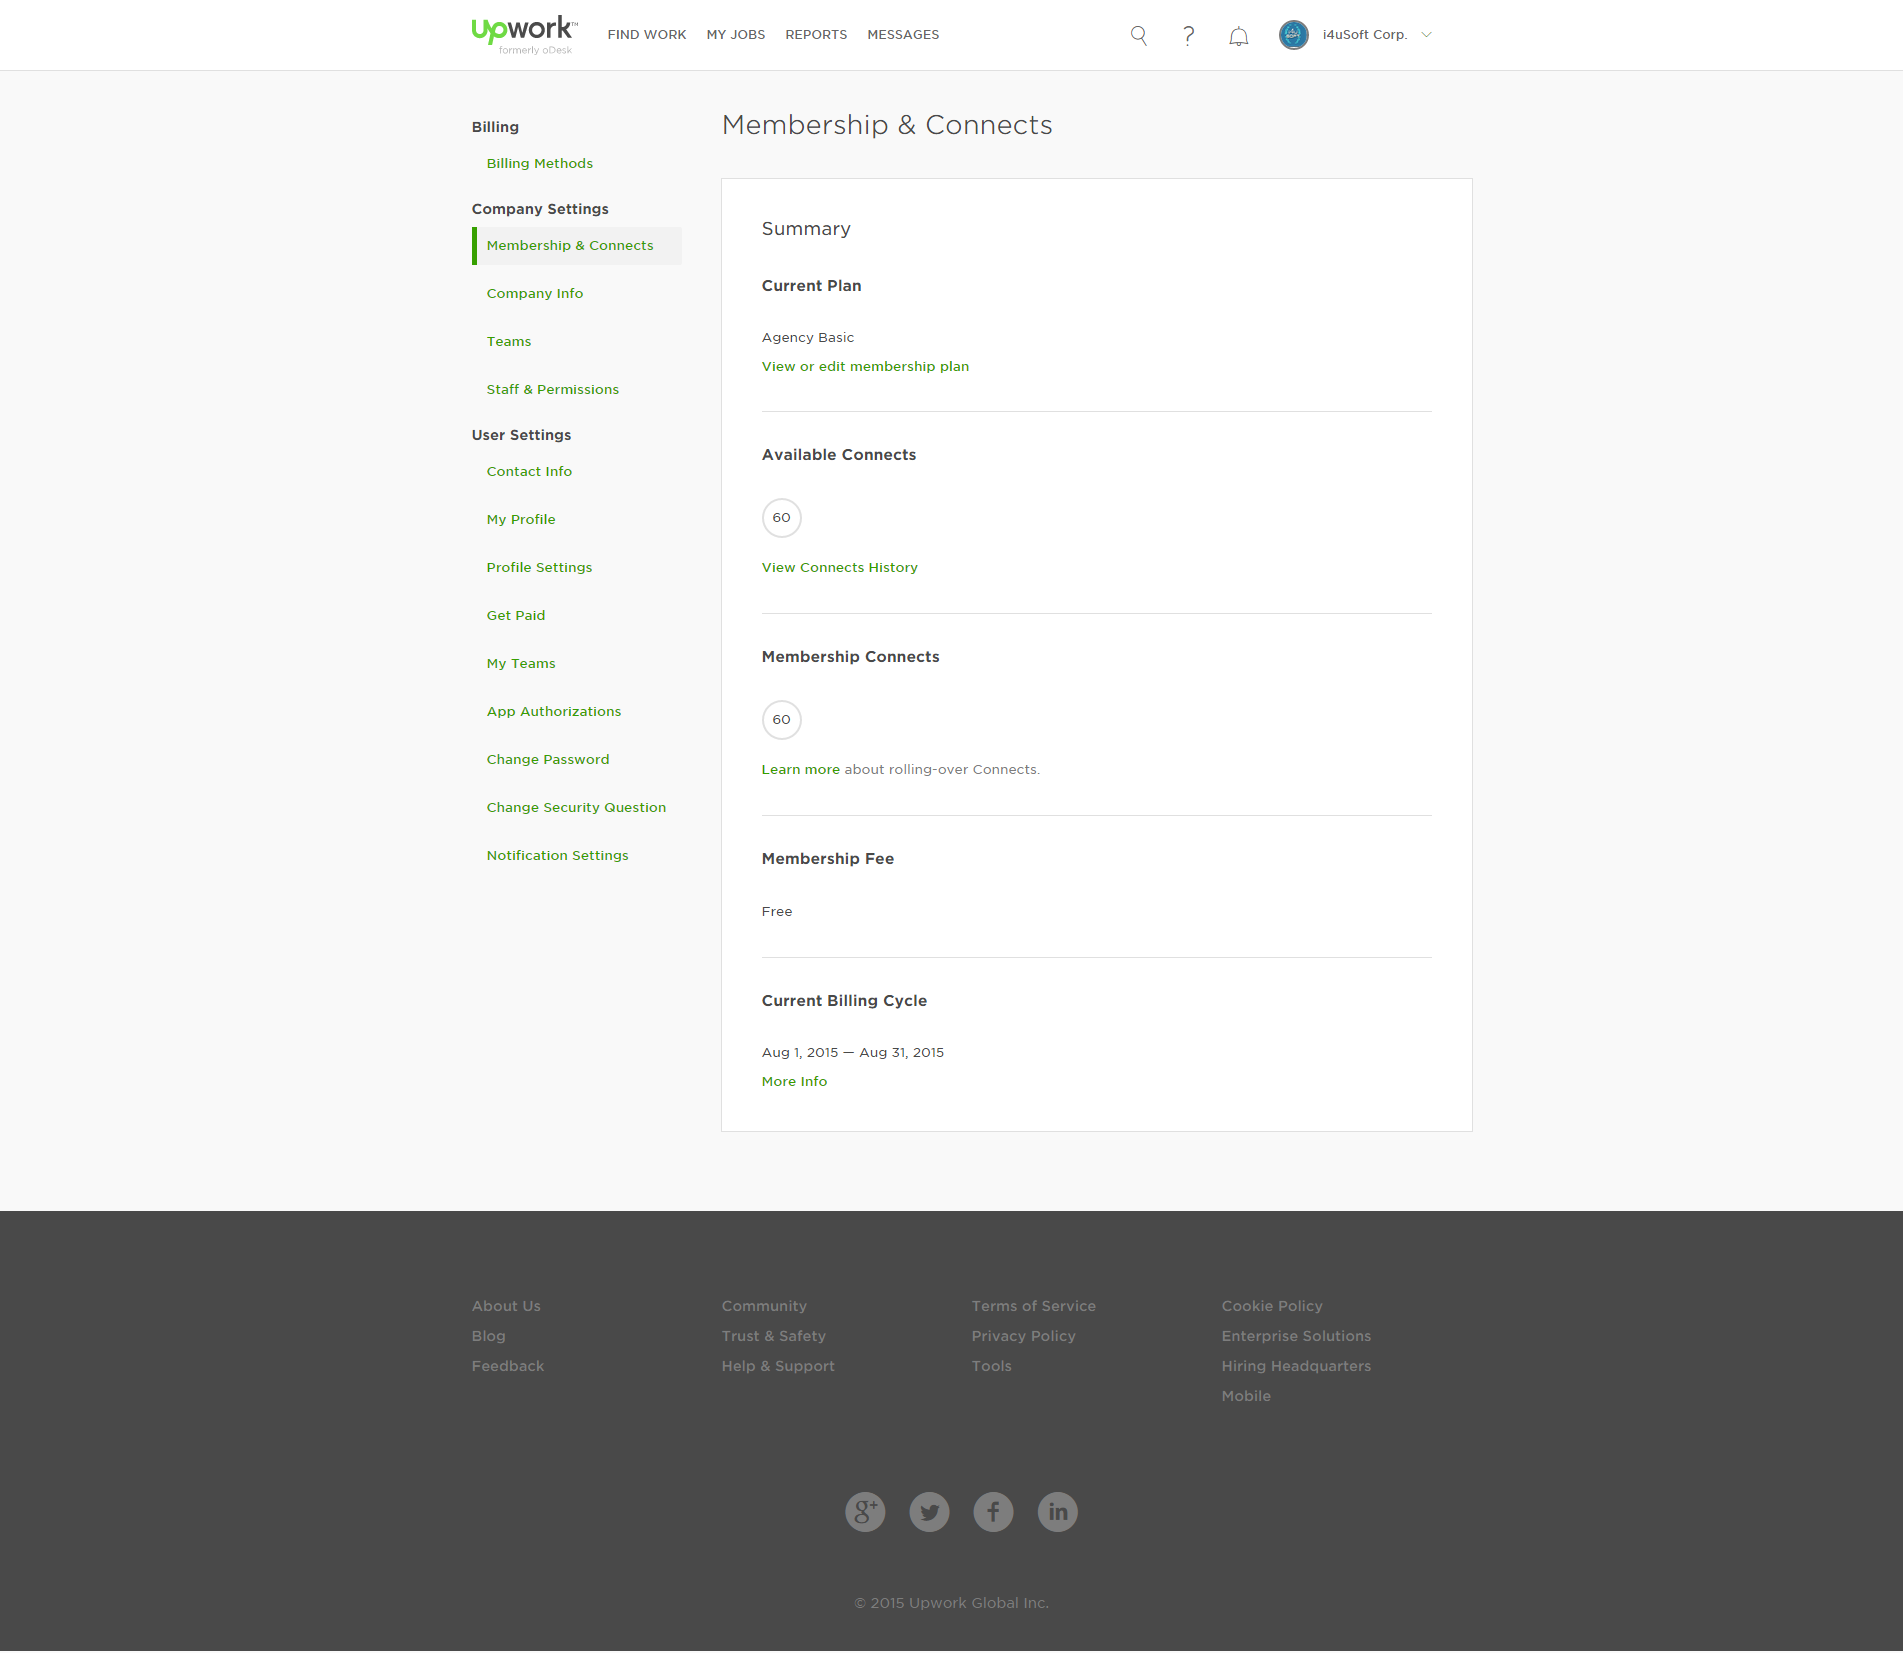 upwork™
formerly oDesk
FIND WORK MY JOBS REPORTS MESSAGES
i4uSoft Corp.
Billing
Billing Methods
Company Settings
Membership & Connects
Company Info
Teams
Staff & Permissions
User Settings
Contact Info
My Profile
Profile Settings
Get Paid
My Teams
App Authorizations
Change Password
Change Security Question
Notification Settings
Membership & Connects
Summary
Current Plan
Agency Basic
View or edit membership plan
Available Connects
60
View Connects History
Membership Connects
60
Learn more about rolling-over Connects.
Membership Fee
Free
Current Billing Cycle
Aug 1, 2015 — Aug 31, 2015
More Info
About Us
Blog
Feedback
Community
Trust & Safety
Help & Support
Terms of Service
Privacy Policy
Tools
Cookie Policy
Enterprise Solutions
Hiring Headquarters
Mobile
g+ f in
© 2015 Upwork Global Inc.